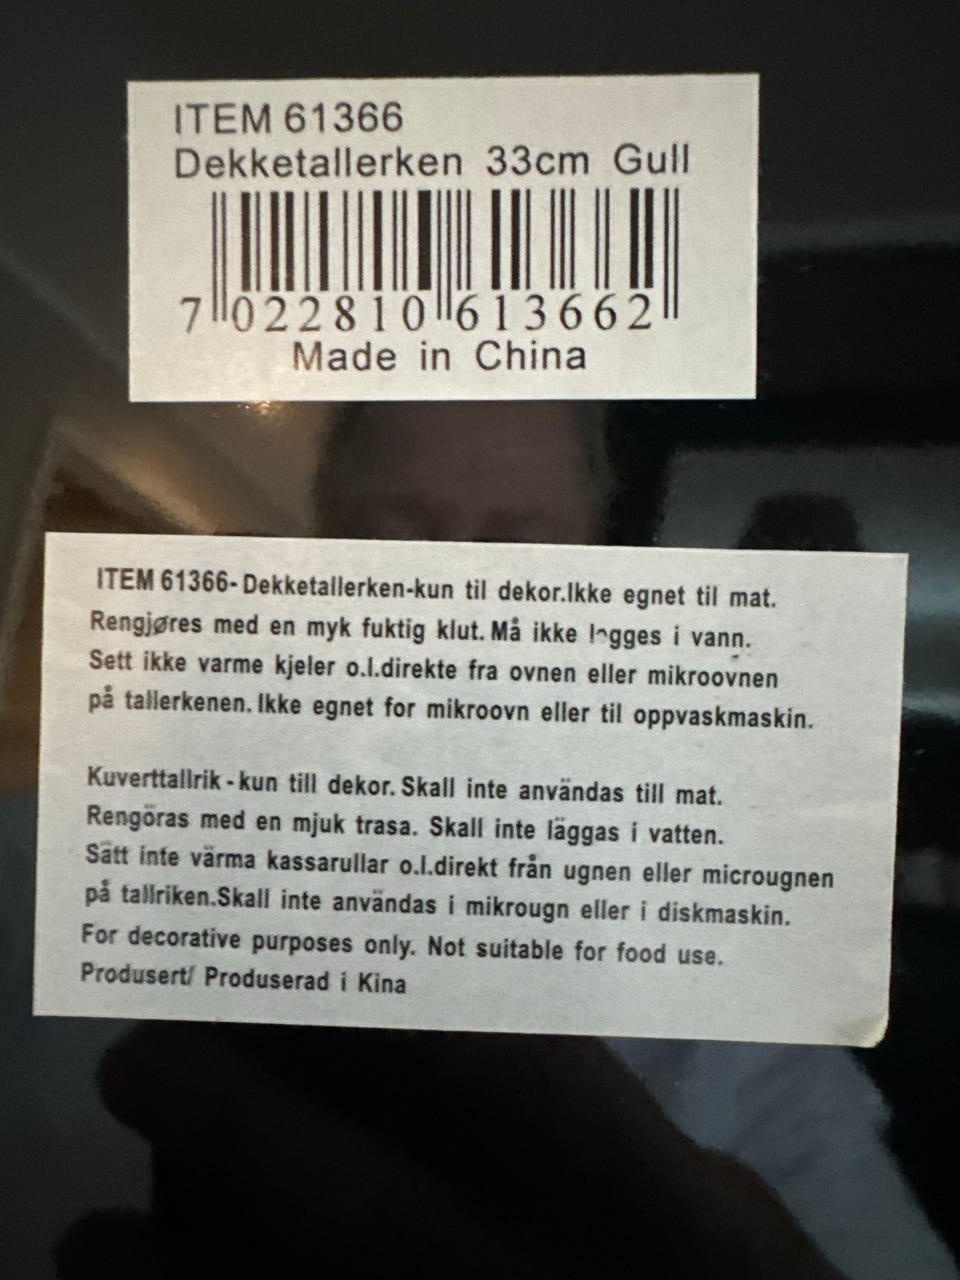 ITEM 61366
Dekketallerken 33cm Gull
7 022810 613662
Made in China
ITEM 61366-Dekketallerken-kun til dekor.Ikke egnet til mat.
Rengjøres med en myk fuktig klut. Må ikke l^gges i vann.
Sett ikke varme kjeler o.l.direkte fra ovnen eller mikroovnen
på tallerkenen. Ikke egnet for mikroovn eller til oppvaskmaskin.
Kuverttallrik - kun till dekor. Skall inte användas till mat.
Rengöras med en mjuk trasa. Skall inte läggas i vatten.
Sätt inte värma kassarullar o.l.direkt från ugnen eller microugnen
på tallriken.Skall inte användas i mikrougn eller i diskmaskin.
For decorative purposes only. Not suitable for food use.
Produsert/ Produserad i Kina